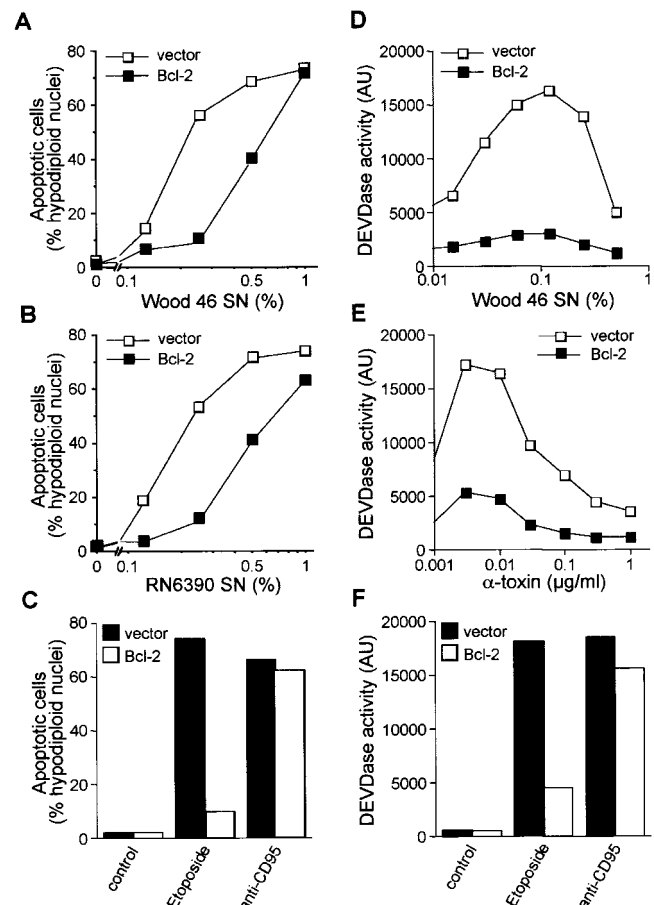 A
vector
Bcl-2
Apoptotic cells
(% hypodiploid nuclei)
80
60
40
20
0
0 0.1 0.5 1
Wood 46 SN (%)
B
vector
Bcl-2
Apoptotic cells
(% hypodiploid nuclei)
80
60
40
20
0
0 0.1 0.5 1
RN6390 SN (%)
C
vector
Bcl-2
Apoptotic cells
(% hypodiploid nuclei)
80
60
40
20
0
control
Etoposide
anti-CD95
D
vector
Bcl-2
DEVDase activity (AU)
20000
15000
10000
5000
0
0.01 0.1 1
Wood 46 SN (%)
E
vector
Bcl-2
DEVDase activity (AU)
20000
15000
10000
5000
0
0.001 0.01 0.1 1
α-toxin (µg/ml)
F
vector
Bcl-2
DEVDase activity (AU)
20000
15000
10000
5000
0
control
Etoposide
anti-CD95